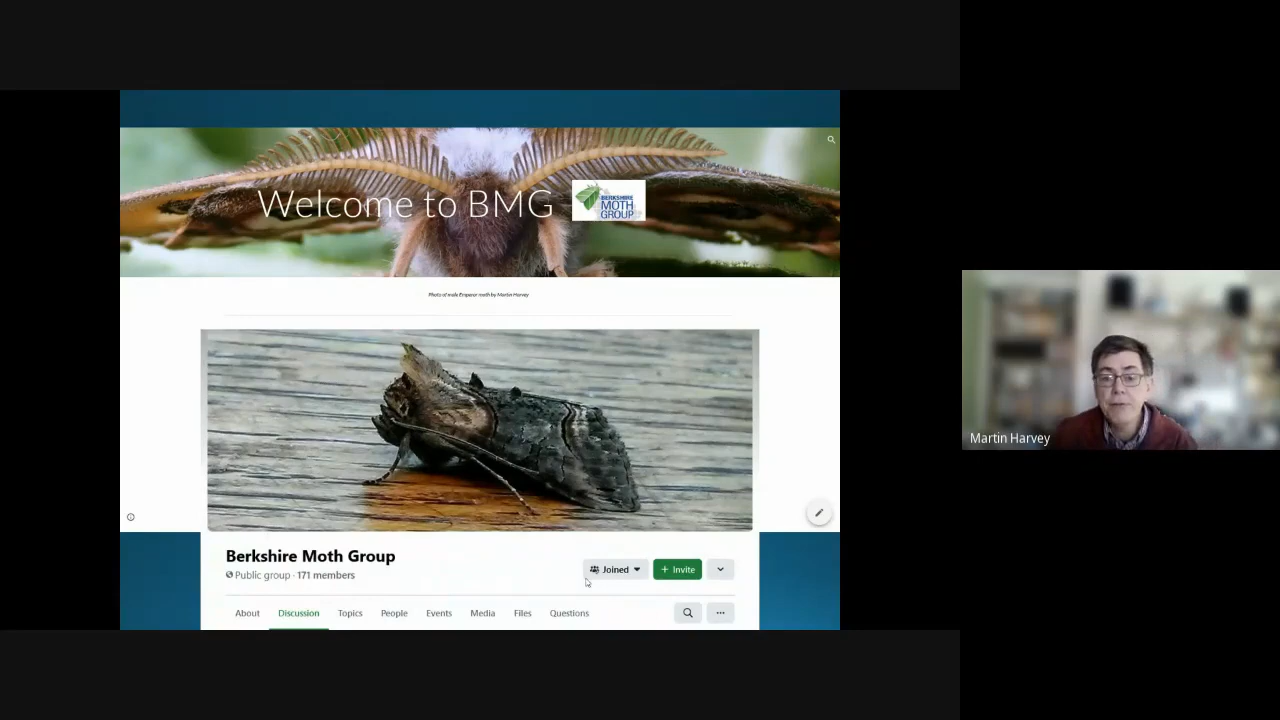 Welcome to BMG
BERKSHIRE
MOTH
GROUP
Photo of male Emperor moth by Martin Harvey
Berkshire Moth Group
Public group · 171 members
Joined
+ Invite
About
Discussion
Topics
People
Events
Media
Files
Questions
Martin Harvey